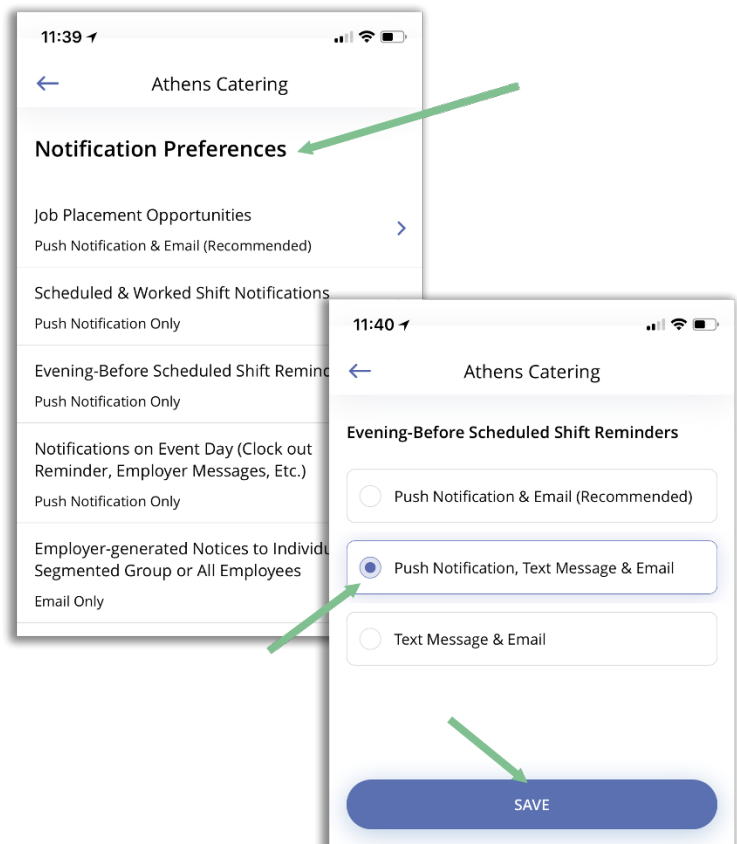 11:39
Athens Catering
Notification Preferences
Job Placement Opportunities
Push Notification & Email (Recommended)
Scheduled & Worked Shift Notifications
Push Notification Only
Evening-Before Scheduled Shift
Push Notification Only
Notifications on Event Day (Clock out
Reminder, Employer Messages, Etc.)
Push Notification Only
Employer-generated Notices to
Segmented Group or All Employees
Email Only
11:40
Athens Catering
Evening-Before Scheduled Shift Reminders
Push Notification & Email (Recommended)
Push Notification, Text Message & Email
Text Message & Email
SAVE